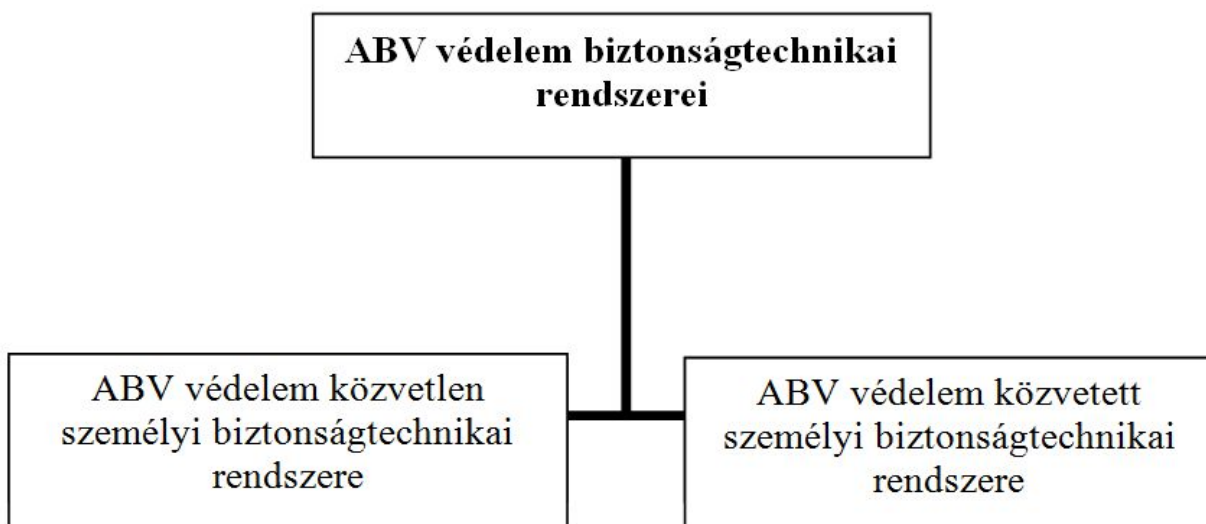 ABV védelem biztonságtechnikai
rendszerei
ABV védelem közvetlen
személyi biztonságtechnikai
rendszere
ABV védelem közvetett
személyi biztonságtechnikai
rendszere